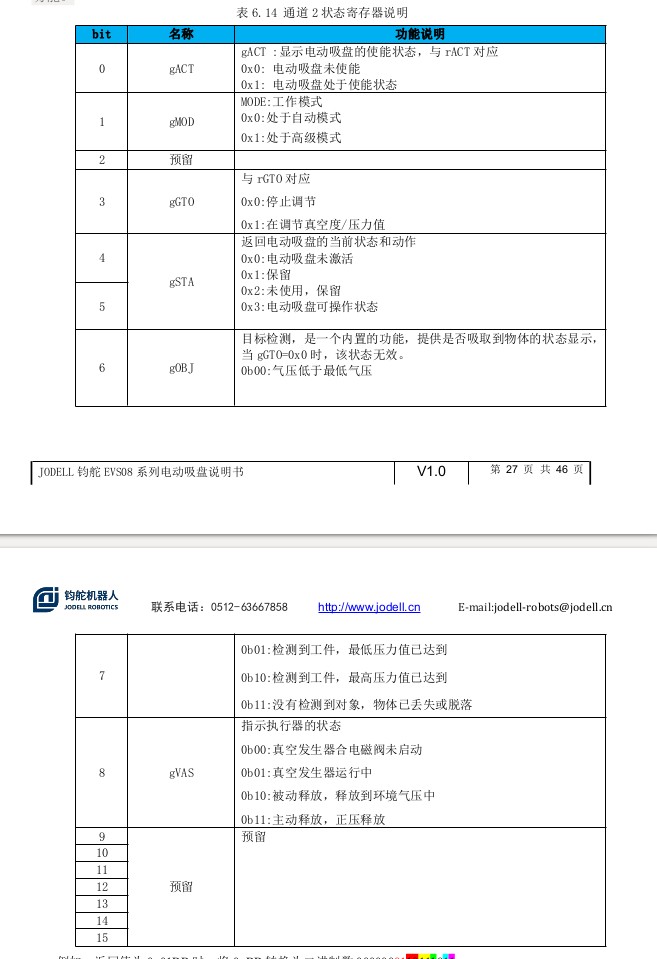 表 6.14 通道 2 状态寄存器说明
bit 名称 功能说明
0 gACT gACT :显示电动吸盘的使能状态, 与 rACT 对应
0x0: 电动吸盘未使能
0x1: 电动吸盘处于使能状态
1 gMOD MODE:工作模式
0x0:处于自动模式
0x1:处于高级模式
2 预留
3 gGTO 与 rGTO 对应
0x0:停止调节
0x1:在调节真空度/压力值
4 gSTA 返回电动吸盘的当前状态和动作
0x0:电动吸盘未激活
0x1:保留
0x2:未使用, 保留
5 0x3:电动吸盘可操作状态
6 gOBJ 目标检测, 是一个内置的功能, 提供是否吸取到物体的状态显示,
当 gGTO=0x0 时, 该状态无效。
0b00:气压低于最低气压
JODELL 钧舵 EVS08 系列电动吸盘说明书 V1.0 第 27 页 共 46 页
钧舵机器人
JODELL ROBOTICS
联系电话: 0512-63667858 http://www.jodell.cn E-mail:jodell-robots@jodell.cn
7 0b01:检测到工件, 最低压力值已达到
0b10:检测到工件, 最高压力值已达到
0b11:没有检测到对象, 物体已丢失或脱落
8 gVAS 指示执行器的状态
0b00:真空发生器合电磁阀未启动
0b01:真空发生器运行中
0b10:被动释放, 释放到环境气压中
0b11:主动释放, 正压释放
9 预留 预留
10
11
12
13
14
15